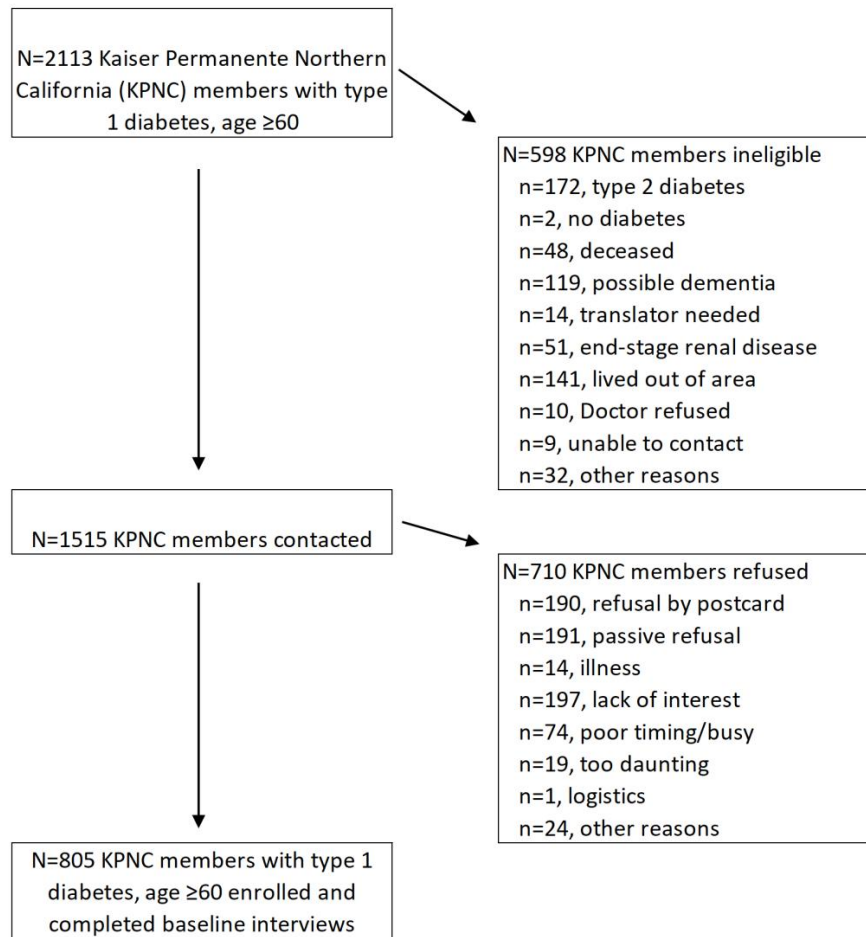 N=2113 Kaiser Permanente Northern
California (KPNC) members with type
1 diabetes, age ≥60
N=598 KPNC members ineligible
n=172, type 2 diabetes
n=2, no diabetes
n=48, deceased
n=119, possible dementia
n=14, translator needed
n=51, end-stage renal disease
n=141, lived out of area
n=10, Doctor refused
n=9, unable to contact
n=32, other reasons
N=1515 KPNC members contacted
N=710 KPNC members refused
n=190, refusal by postcard
n=191, passive refusal
n=14, illness
n=197, lack of interest
n=74, poor timing/busy
n=19, too daunting
n=1, logistics
n=24, other reasons
N=805 KPNC members with type 1
diabetes, age ≥60 enrolled and
completed baseline interviews